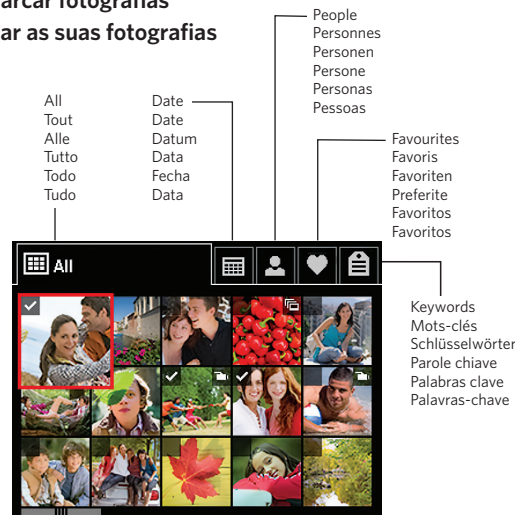 arcar fotografias
ar as suas fotografias
People
Personnes
Personen
Persone
Personas
Pessoas
All
Tout
Alle
Tutto
Todo
Tudo
Date
Date
Datum
Data
Fecha
Data
Favourites
Favoris
Favoriten
Preferite
Favoritos
Favoritos
All
Keywords
Mots-clés
Schlüsselwörter
Parole chiave
Palabras clave
Palavras-chave